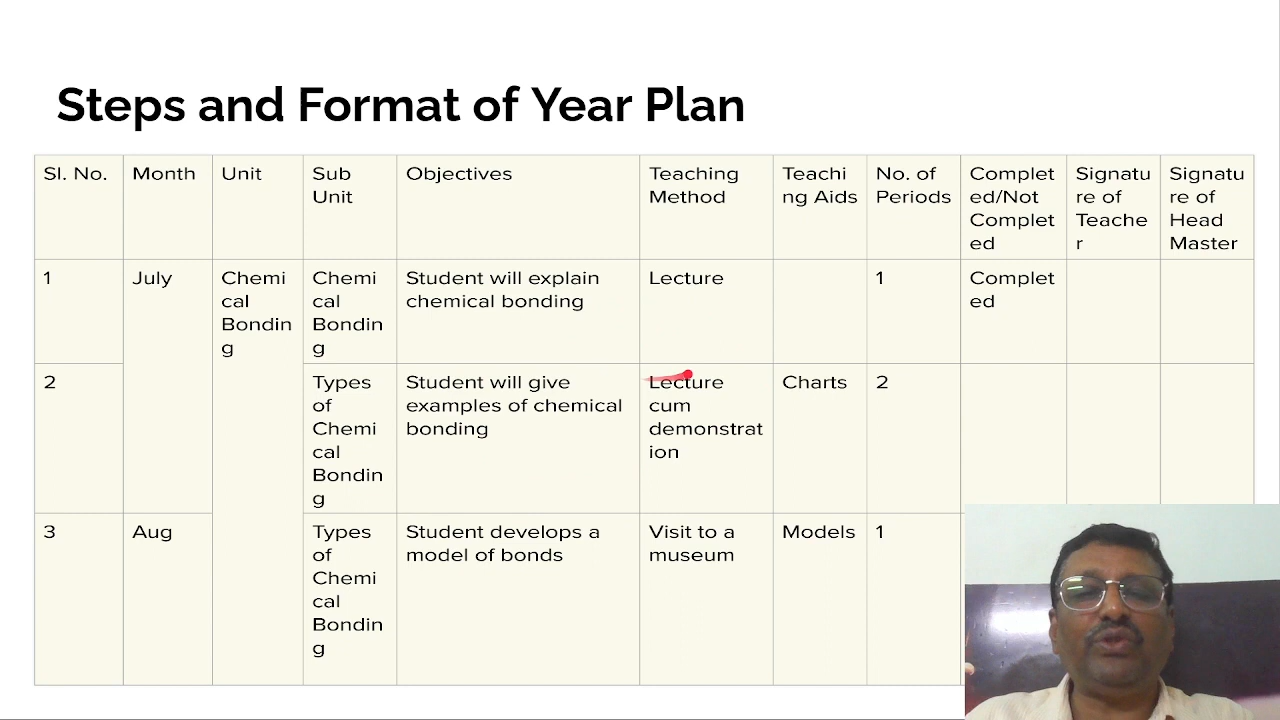 Steps and Format of Year Plan
Sl. No. Month Unit Sub Unit Objectives Teaching Method Teachi ng Aids No. of Periods Complet ed/Not Complet ed Signatu re of Teache r Signatu re of Head Master
1 July Chemi cal Bondin g Chemi cal Bondin g Student will explain chemical bonding Lecture 1 Complet ed
2 Types of Chemi cal Bondin g Student will give examples of chemical bonding Lecture cum demonstrat ion Charts 2
3 Aug Types of Chemi cal Bondin g Student develops a model of bonds Visit to a museum Models 1